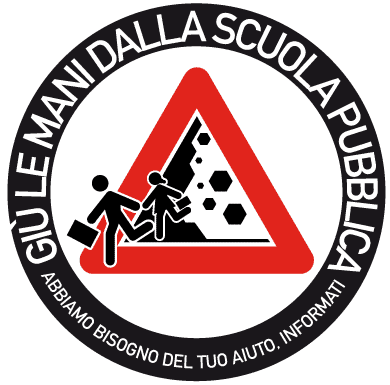 GIÙ LE MANI DALLA SCUOLA PUBBLICA
ABBIAMO BISOGNO DEL TUO AIUTO, INFORMATI